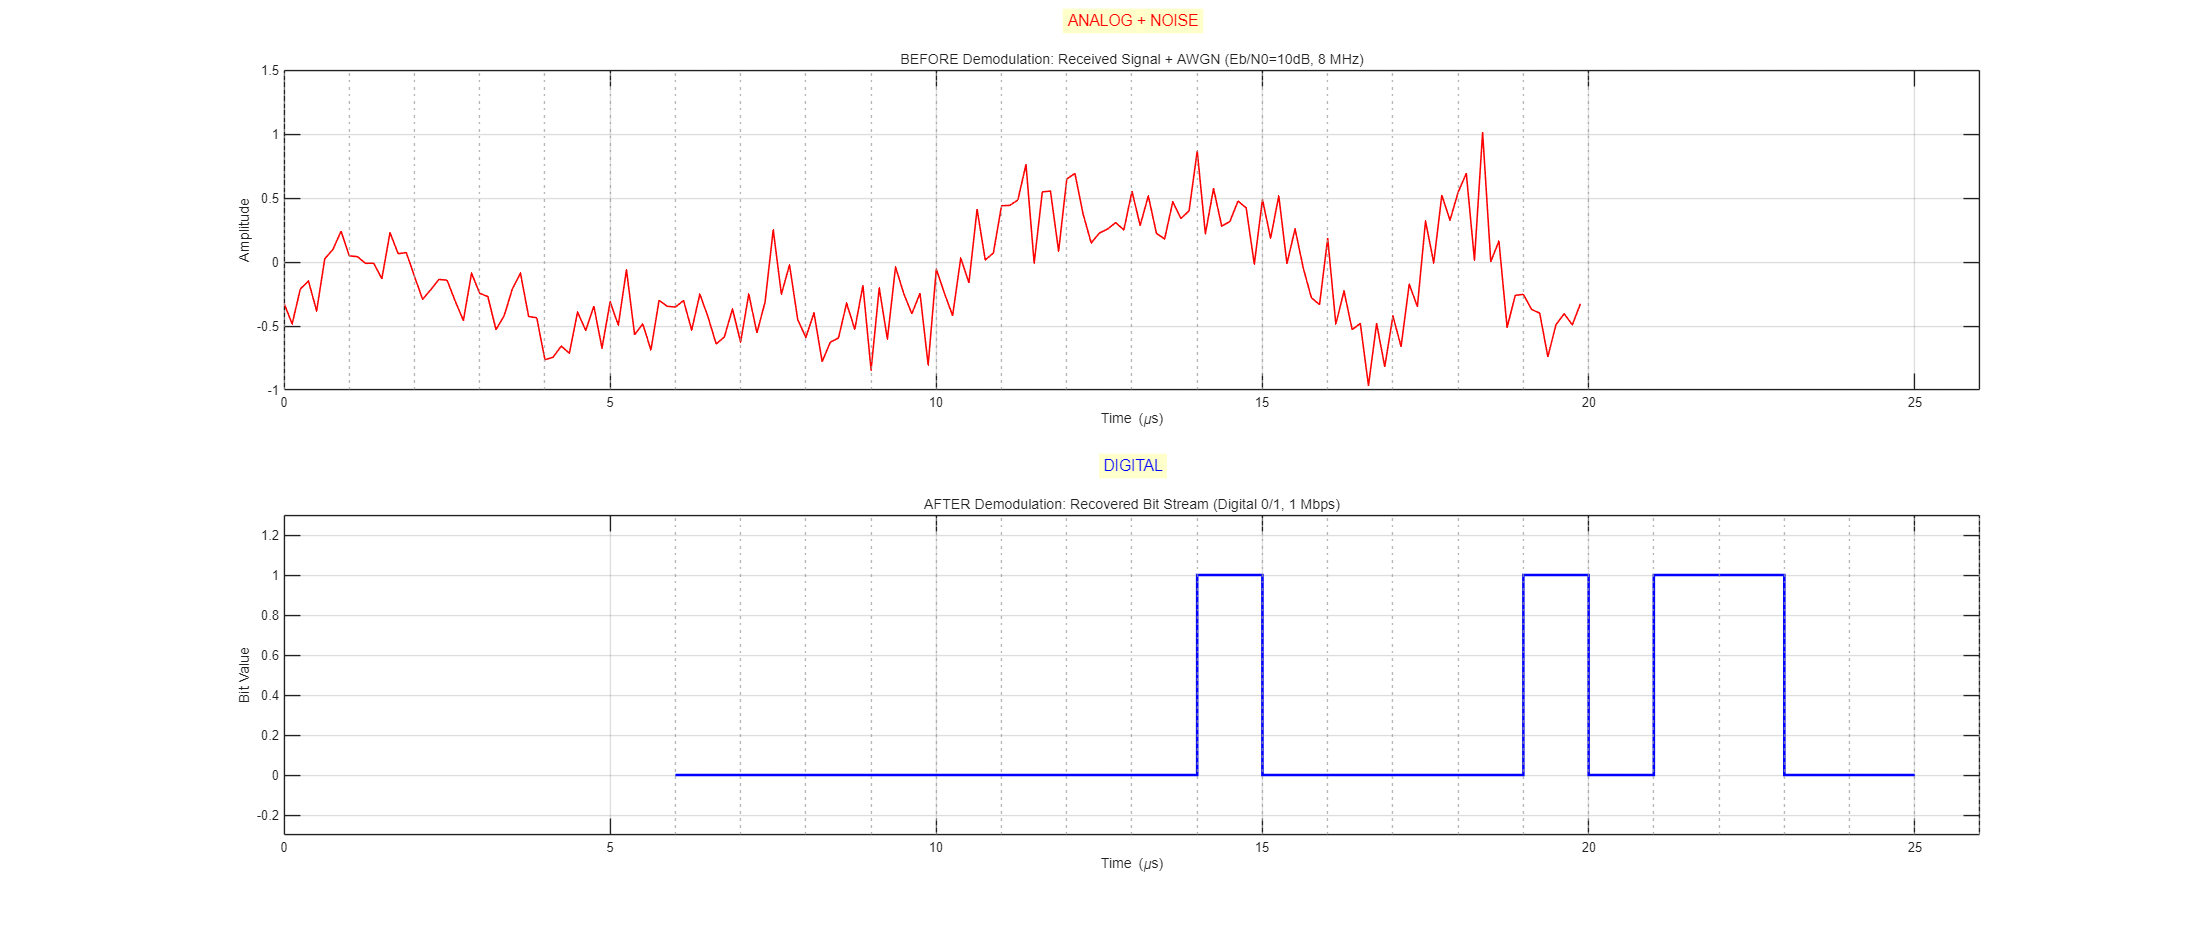 ANALOG + NOISE
BEFORE Demodulation: Received Signal + AWGN (Eb/N0=10dB, 8 MHz)
1.5
1
0.5
0
-0.5
-1
Amplitude
0 5 10 15 20 25
Time (μs)
DIGITAL
AFTER Demodulation: Recovered Bit Stream (Digital 0/1, 1 Mbps)
1.2
1
0.8
0.6
0.4
0.2
0
-0.2
Bit Value
0 5 10 15 20 25
Time (μs)